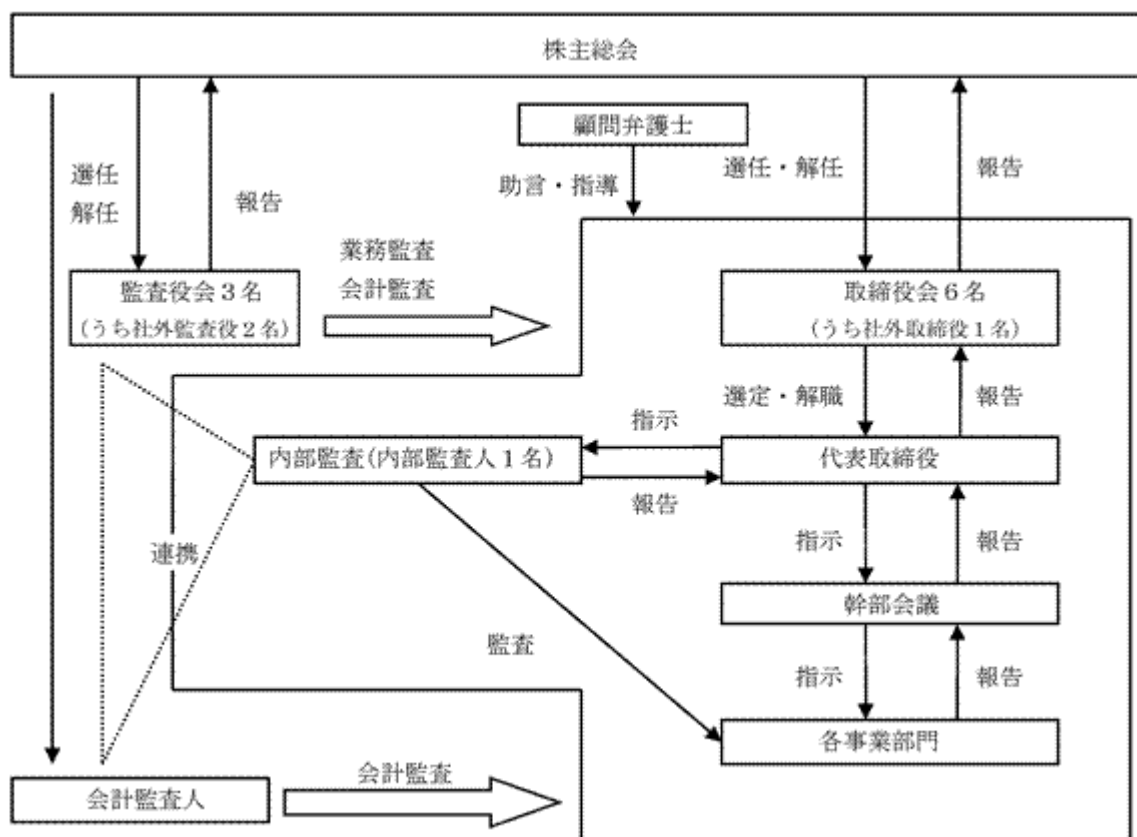 株主総会
顧問弁護士
選任
解任
報告
助言・指導
選任・解任
報告
業務監査
会計監査
監査役会３名
(うち社外監査役２名)
取締役会６名
(うち社外取締役１名)
選定・解職
報告
指示
内部監査(内部監査人１名)
代表取締役
報告
連携
指示
報告
幹部会議
監査
指示
報告
各事業部門
会計監査
会計監査人